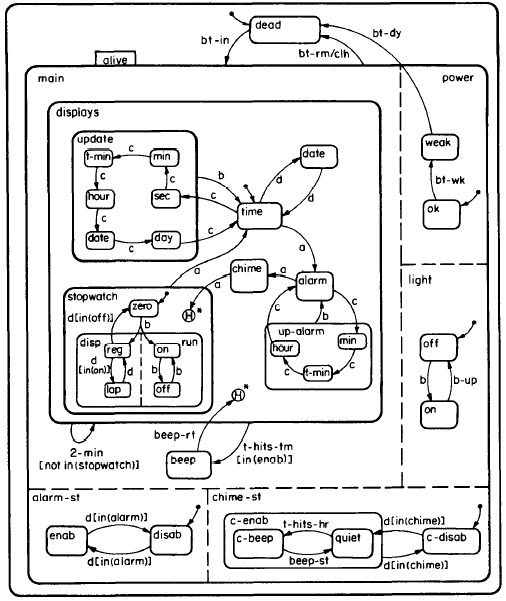 dead
bt-in
bt-rm/clh
bt-dy
alive
main
power
displays
update
t-min
c
min
c
c
hour
sec
c
date
c
day
b
c
c
time
date
d
d
a
weak
bt-wk
ok
a
chime
a
alarm
a
H*
stopwatch
zero
d[in(off)]
b
disp
reg
on
run
d
[in(on)]
d
b
b
lap
off
c
b
c
up-alarm
hour
min
c
t-min
c
light
off
b
b-up
on
H*
2-min
[not in(stopwatch)]
beep-rt
beep
t-hits-tm
[in(enab)]
alarm-st
enab
d[in(alarm)]
disab
d[in(alarm)]
chime-st
c-enab
c-beep
t-hits-hr
quiet
beep-st
d[in(chime)]
c-disab
d[in(chime)]